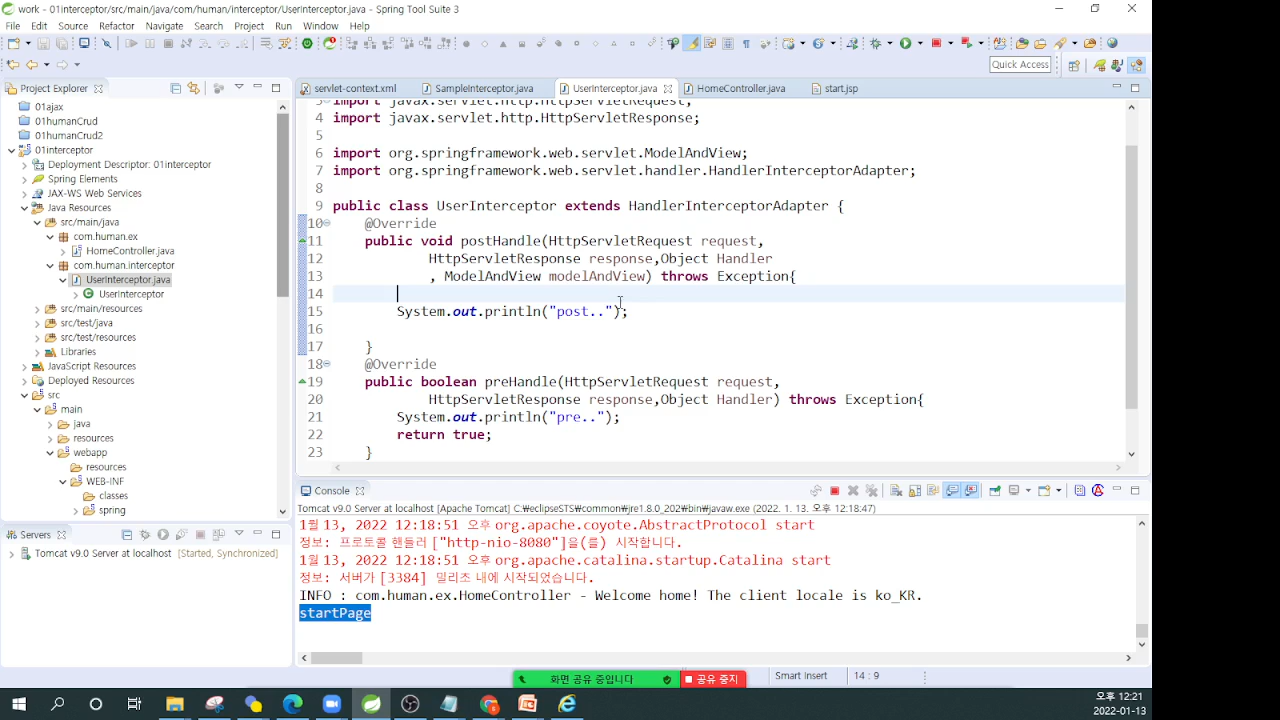 work - 01interceptor/src/main/java/com/human/interceptor/UserInterceptor.java - Spring Tool Suite 3
File Edit Source Refactor Navigate Search Project Run Window Help
Quick Access
Project Explorer
01ajax
01humanCrud
01humanCrud2
01interceptor
Deployment Descriptor: 01interceptor
Spring Elements
JAX-WS Web Services
Java Resources
src/main/java
com.human.ex
HomeController.java
com.human.interceptor
UserInterceptor.java
UserInterceptor
src/main/resources
src/test/java
src/test/resources
Libraries
JavaScript Resources
Deployed Resources
src
main
java
resources
webapp
resources
WEB-INF
classes
spring
Servers
Tomcat v9.0 Server at localhost [Started, Synchronized]
servlet-context.xml SampleInterceptor.java UserInterceptor.java HomeController.java start.jsp
3 import javax.servlet.http.HttpServletRequest;
4 import javax.servlet.http.HttpServletResponse;
5
6 import org.springframework.web.servlet.ModelAndView;
7 import org.springframework.web.servlet.handler.HandlerInterceptorAdapter;
8
9 public class UserInterceptor extends HandlerInterceptorAdapter {
10 @Override
11 public void postHandle(HttpServletRequest request,
12 HttpServletResponse response,Object Handler
13 , ModelAndView modelAndView) throws Exception{
14
15 System.out.println("post..");
16
17 }
18 @Override
19 public boolean preHandle(HttpServletRequest request,
20 HttpServletResponse response,Object Handler) throws Exception{
21 System.out.println("pre..");
22 return true;
23 }
Console
Tomcat v9.0 Server at localhost [Apache Tomcat] C:₩eclipseSTS₩common₩jre1.8.0_202₩bin₩javaw.exe (2022. 1. 13. 오후 12:18:47)
1월 13, 2022 12:18:51 오후 org.apache.coyote.AbstractProtocol start
정보: 프로토콜 핸들러 ["http-nio-8080"]을(를) 시작합니다.
1월 13, 2022 12:18:51 오후 org.apache.catalina.startup.Catalina start
정보: 서버가 [3384] 밀리초 내에 시작되었습니다.
INFO : com.human.ex.HomeController - Welcome home! The client locale is ko_KR.
startPage
화면 공유 중입니다 공유 중지
Smart Insert 14 : 9
오후 12:21
2022-01-13